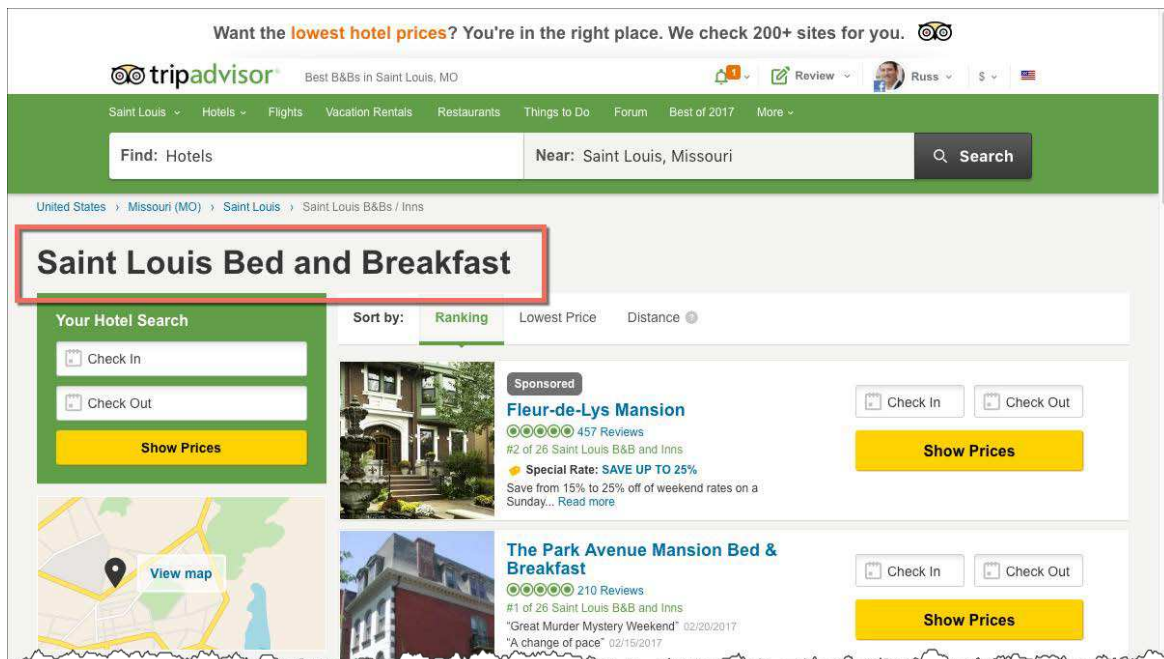 Want the lowest hotel prices? You're in the right place. We check 200+ sites for you.
tripadvisor
Best B&Bs in Saint Louis, MO
1
Review
Russ
$
Saint Louis Hotels Flights Vacation Rentals Restaurants Things to Do Forum Best of 2017 More
Find: Hotels
Near: Saint Louis, Missouri
Search
United States › Missouri (MO) › Saint Louis › Saint Louis B&Bs / Inns
Saint Louis Bed and Breakfast
Your Hotel Search
Check In
Check Out
Show Prices
View map
Sort by: Ranking Lowest Price Distance
Sponsored
Fleur-de-Lys Mansion
457 Reviews
#2 of 26 Saint Louis B&B and Inns
Special Rate: SAVE UP TO 25%
Save from 15% to 25% off of weekend rates on a
Sunday... Read more
Check In
Check Out
Show Prices
The Park Avenue Mansion Bed &
Breakfast
210 Reviews
#1 of 26 Saint Louis B&B and Inns
"Great Murder Mystery Weekend" 02/20/2017
"A change of pace" 02/15/2017
Check In
Check Out
Show Prices